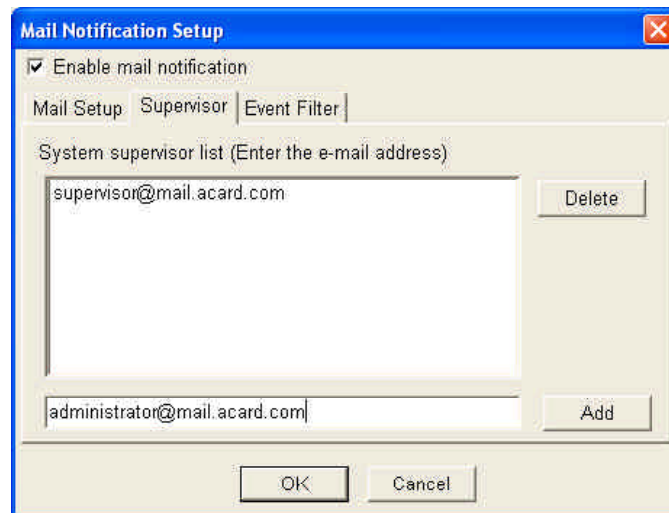 Mail Notification Setup
Enable mail notification
Mail Setup Supervisor Event Filter
System supervisor list (Enter the e-mail address)
supervisor@mail.acard.com
Delete
administrator@mail.acard.com
Add
OK Cancel